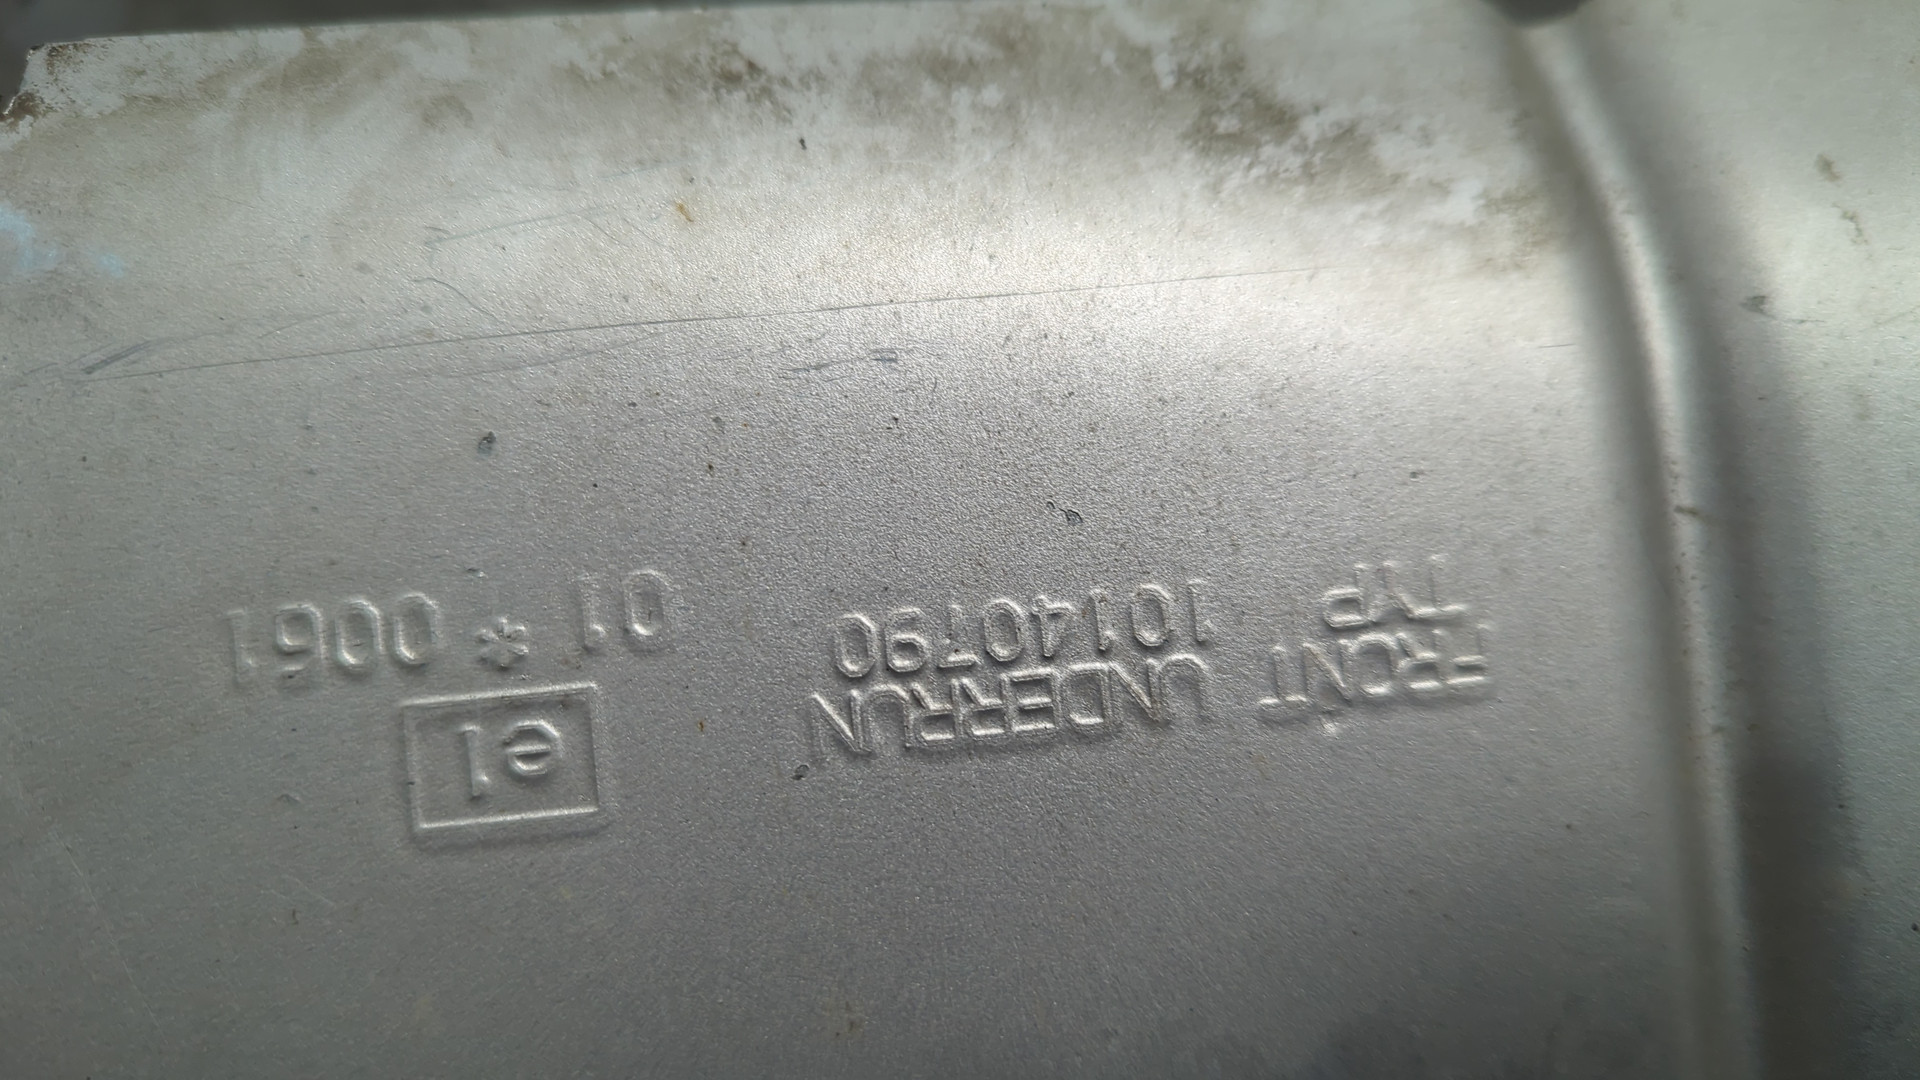 FRONT UNDERRUN
TYP 10140790
e1
01 * 0061